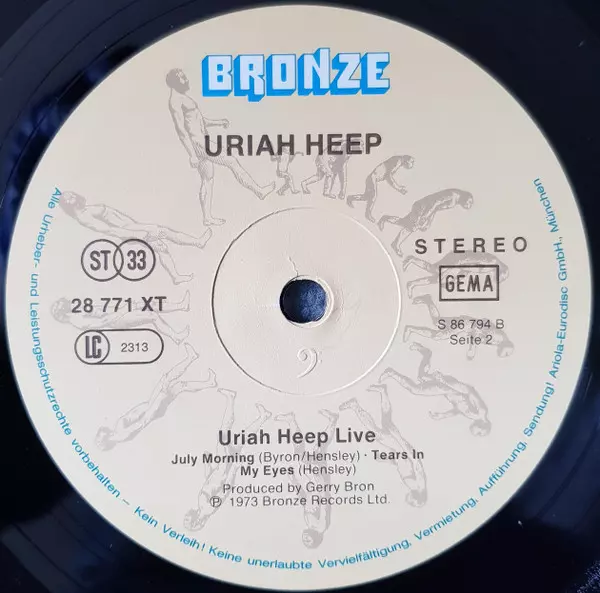 BRONZE
URIAH HEEP
ST 33
28 771 XT
LC 2313
STEREO
GEMA
S 86 794 B
Seite 2
Uriah Heep Live
July Morning (Byron/Hensley) · Tears In
My Eyes (Hensley)
Produced by Gerry Bron
℗ 1973 Bronze Records Ltd.
Alle Urheber- und Leistungsschutzrechte vorbehalten – Kein Verleih! Keine unerlaubte Vervielfältigung, Vermietung, Aufführung, Sendung! Ariola-Eurodisc GmbH., München